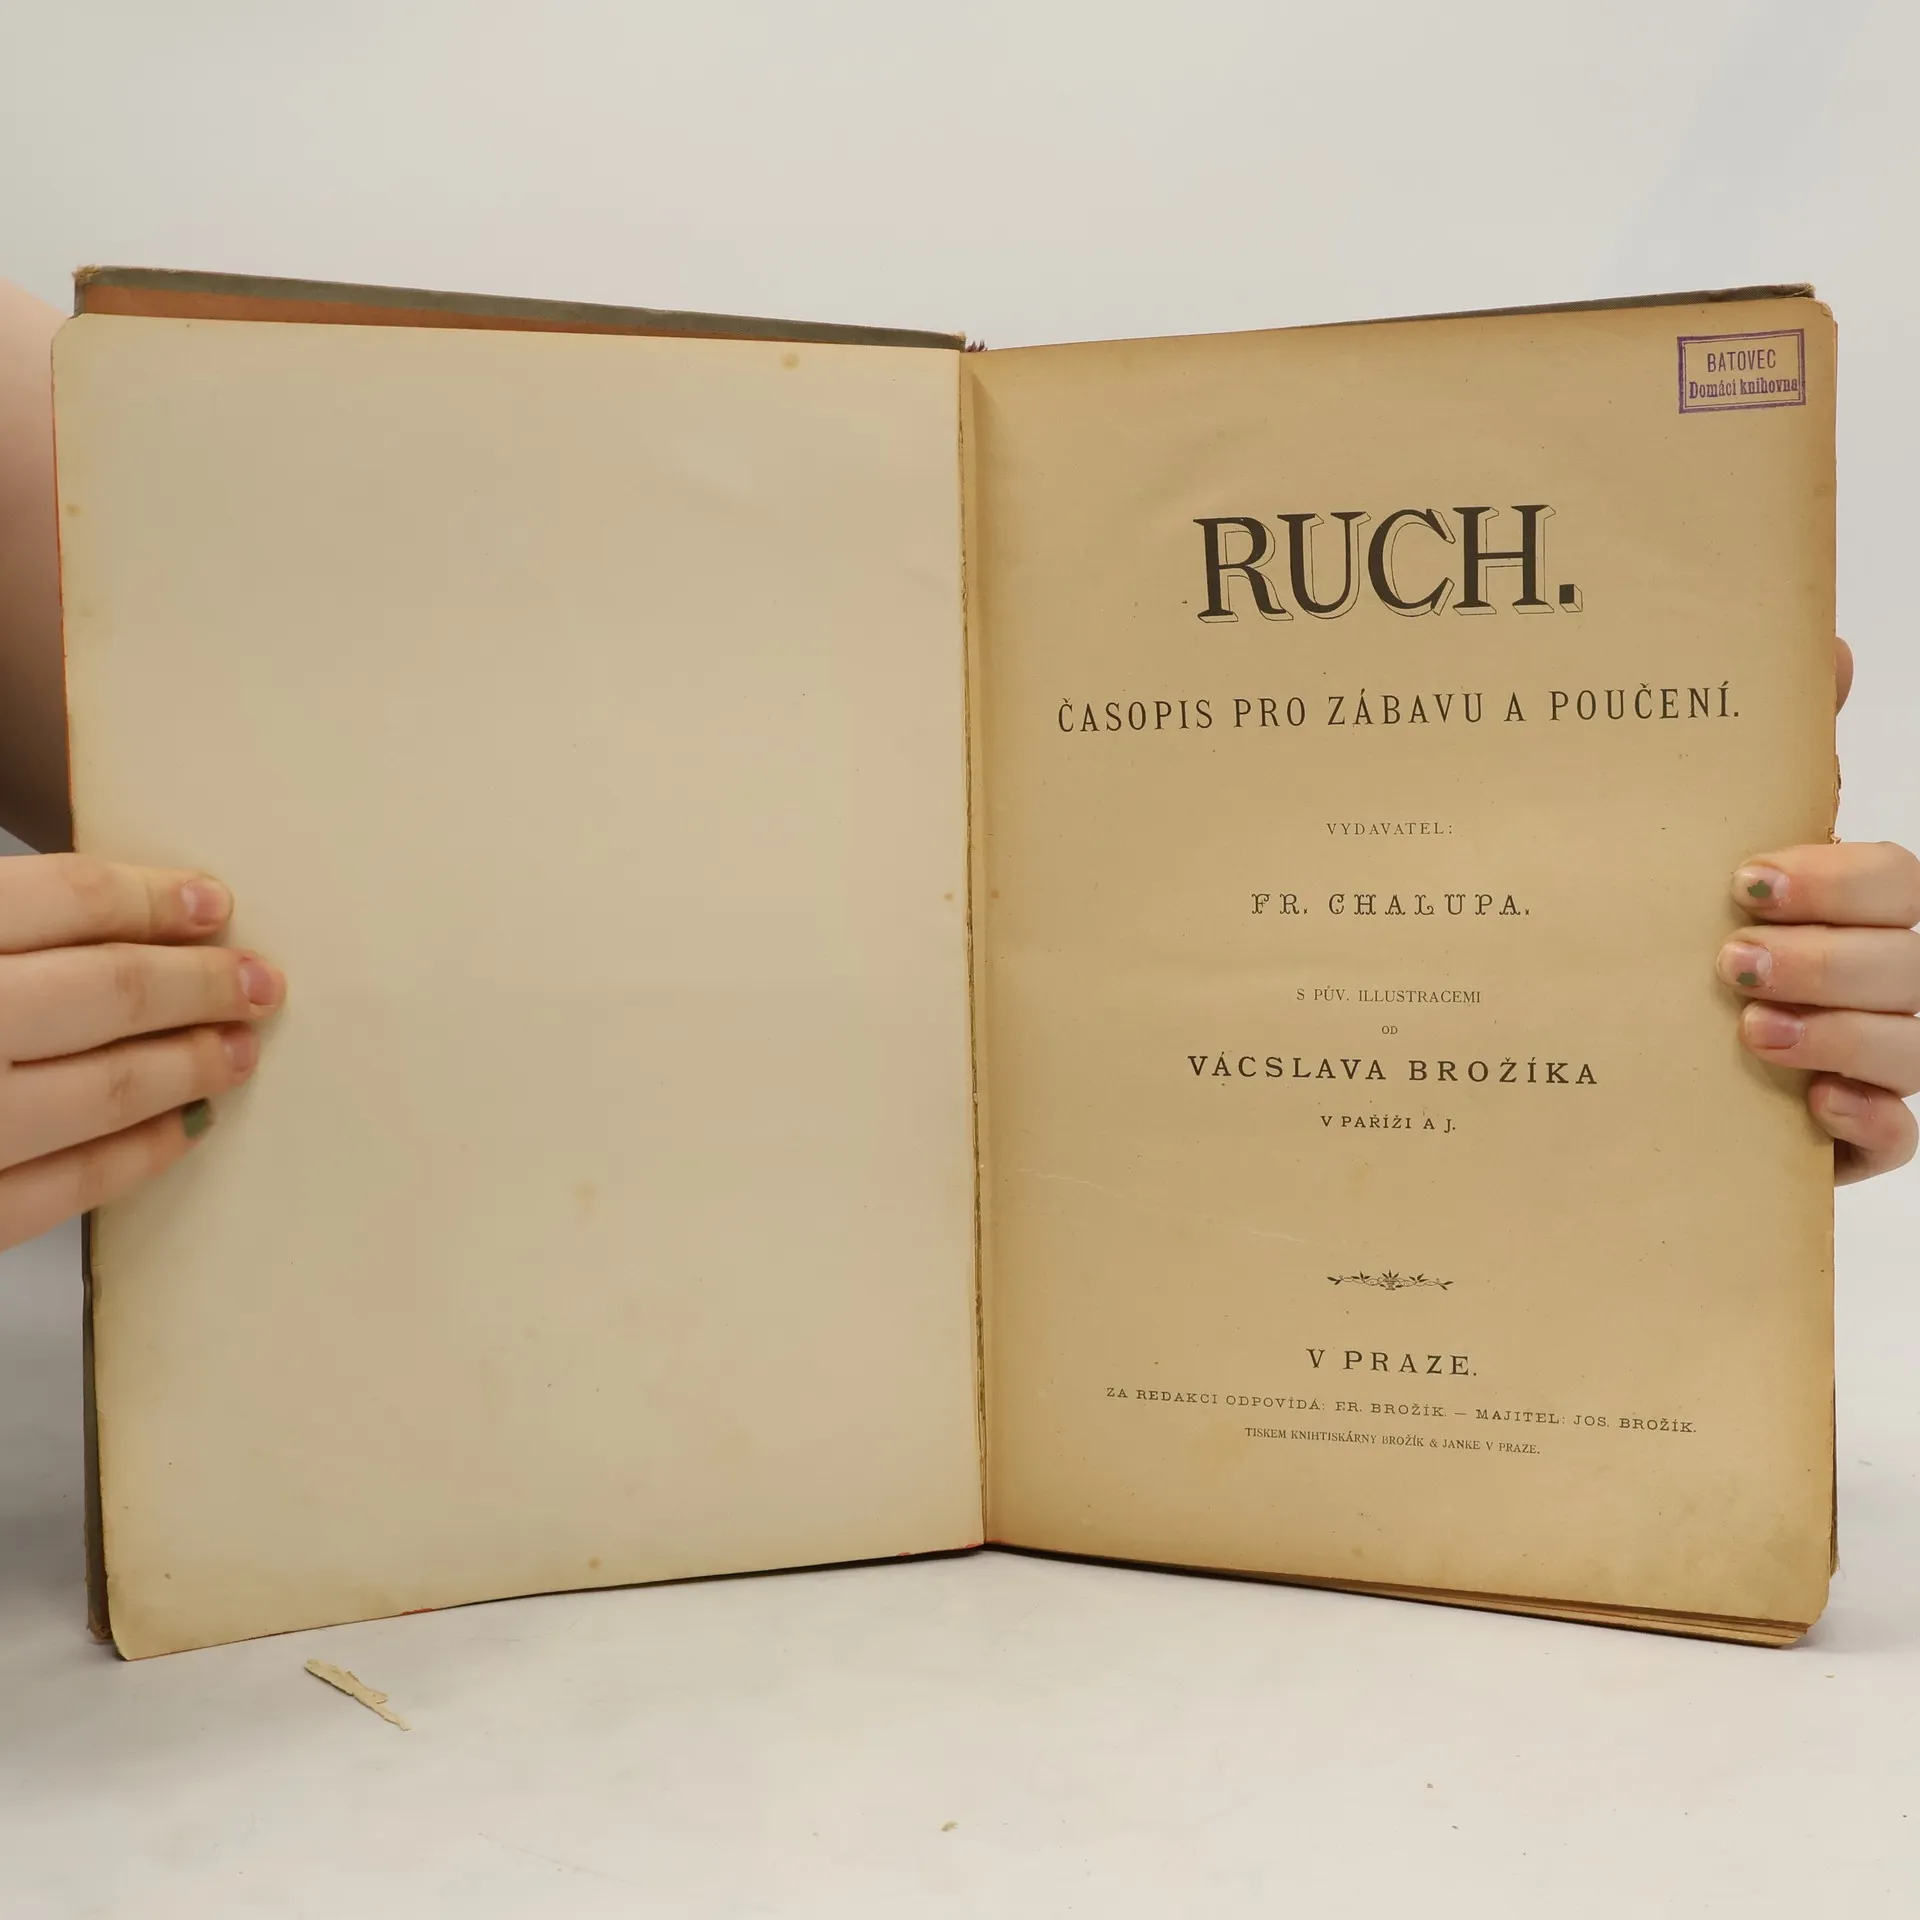 BATOVEC
Domácí knihovna
RUCH.
ČASOPIS PRO ZÁBAVU A POUČENÍ.
VYDAVATEL:
FR. CHALUPA.
S PŮV. ILLUSTRACEMI
OD
VÁCSLAVA BROŽÍKA
V PAŘÍŽI A J.
V PRAZE.
ZA REDAKCI ODPOVÍDÁ: FR. BROŽÍK. — MAJITEL: JOS. BROŽÍK.
TISKEM KNIHTISKÁRNY BROŽÍK & JANKE V PRAZE.